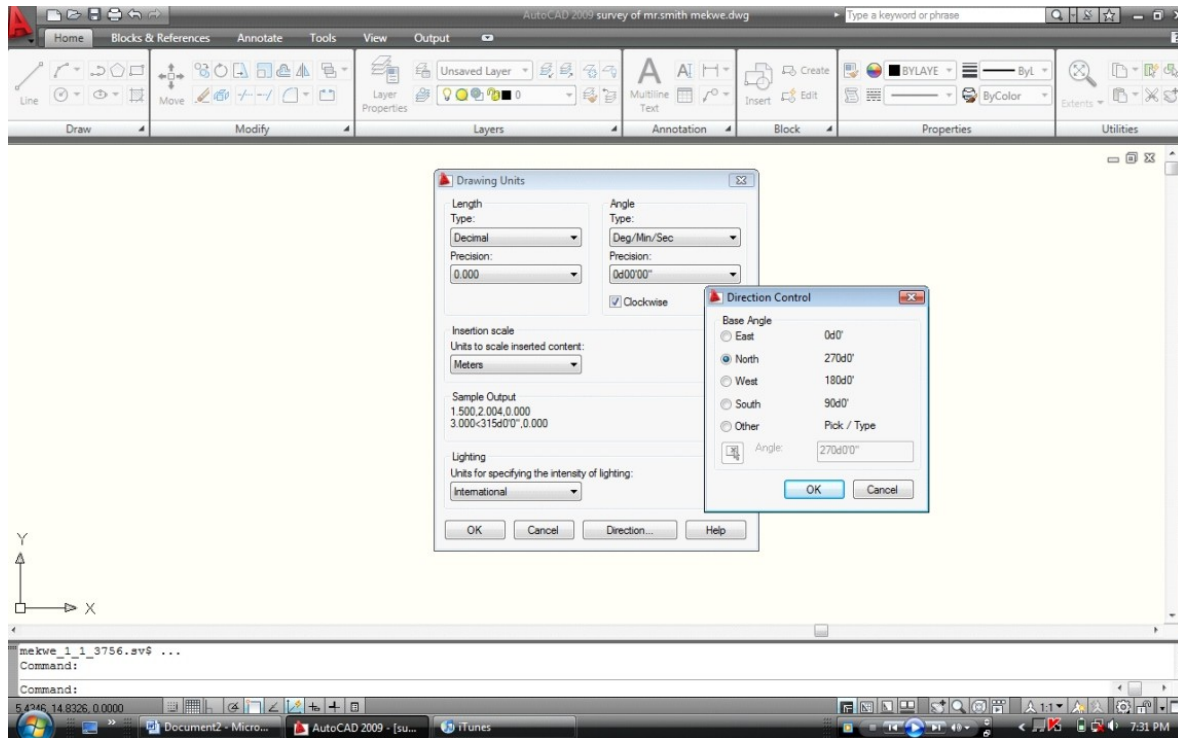 AutoCAD 2009 survey of mr.smith mekwe.dwg
Type a keyword or phrase
Home Blocks & References Annotate Tools View Output
Line
Move
Layer Properties
Unsaved Layer
0
Multiline Text
Insert
Create
Edit
BYLAYE
ByL
ByColor
Extents
Draw Modify Layers Annotation Block Properties Utilities
Drawing Units
Length
Type:
Decimal
Precision:
0.000
Angle
Type:
Deg/Min/Sec
Precision:
0d00'00"
Clockwise
Insertion scale
Units to scale inserted content:
Meters
Sample Output
1.500,2.004,0.000
3.000<315d0'0",0.000
Lighting
Units for specifying the intensity of lighting:
International
OK Cancel Direction... Help
Direction Control
Base Angle
East 0d0'
North 270d0'
West 180d0'
South 90d0'
Other Pick / Type
Angle: 270d0'0"
OK Cancel
Y
X
mekwe_1_1_3756.sv$ ...
Command:
Command:
5.4346, 14.8326, 0.0000
1:1
Document2 - Micro... AutoCAD 2009 - [su... iTunes
7:31 PM